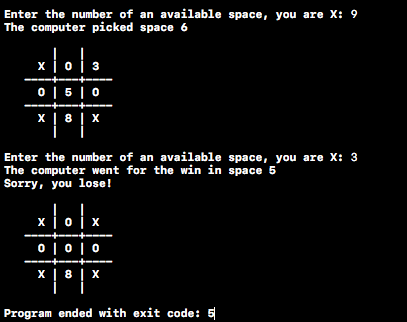 Enter the number of an available space, you are X: 9
The computer picked space 6
| |
X | O | 3
----+---+----
O | 5 | O
----+---+----
X | 8 | X
| |
Enter the number of an available space, you are X: 3
The computer went for the win in space 5
Sorry, you lose!
| |
X | O | X
----+---+----
O | O | O
----+---+----
X | 8 | X
| |
Program ended with exit code: 5